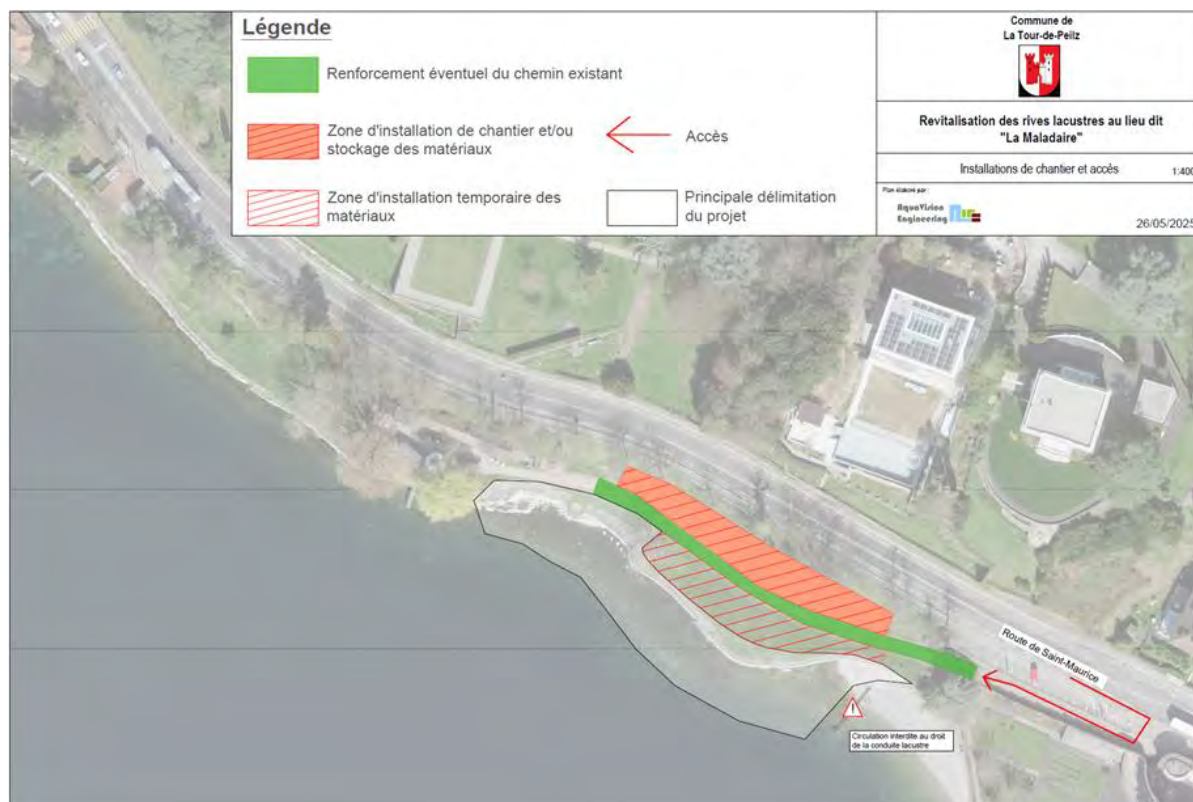 Légende
Renforcement éventuel du chemin existant
Zone d'installation de chantier et/ou
stockage des matériaux
Accès
Zone d'installation temporaire des
matériaux
Principale délimitation
du projet
Commune de
La Tour-de-Peilz
Revitalisation des rives lacustres au lieu dit
"La Maladaire"
Installations de chantier et accès
1:400
Plan élaboré par :
AquaVision
Engineering
26/05/2025
Route de Saint-Maurice
Circulation interdite au droit
de la conduite lacustre